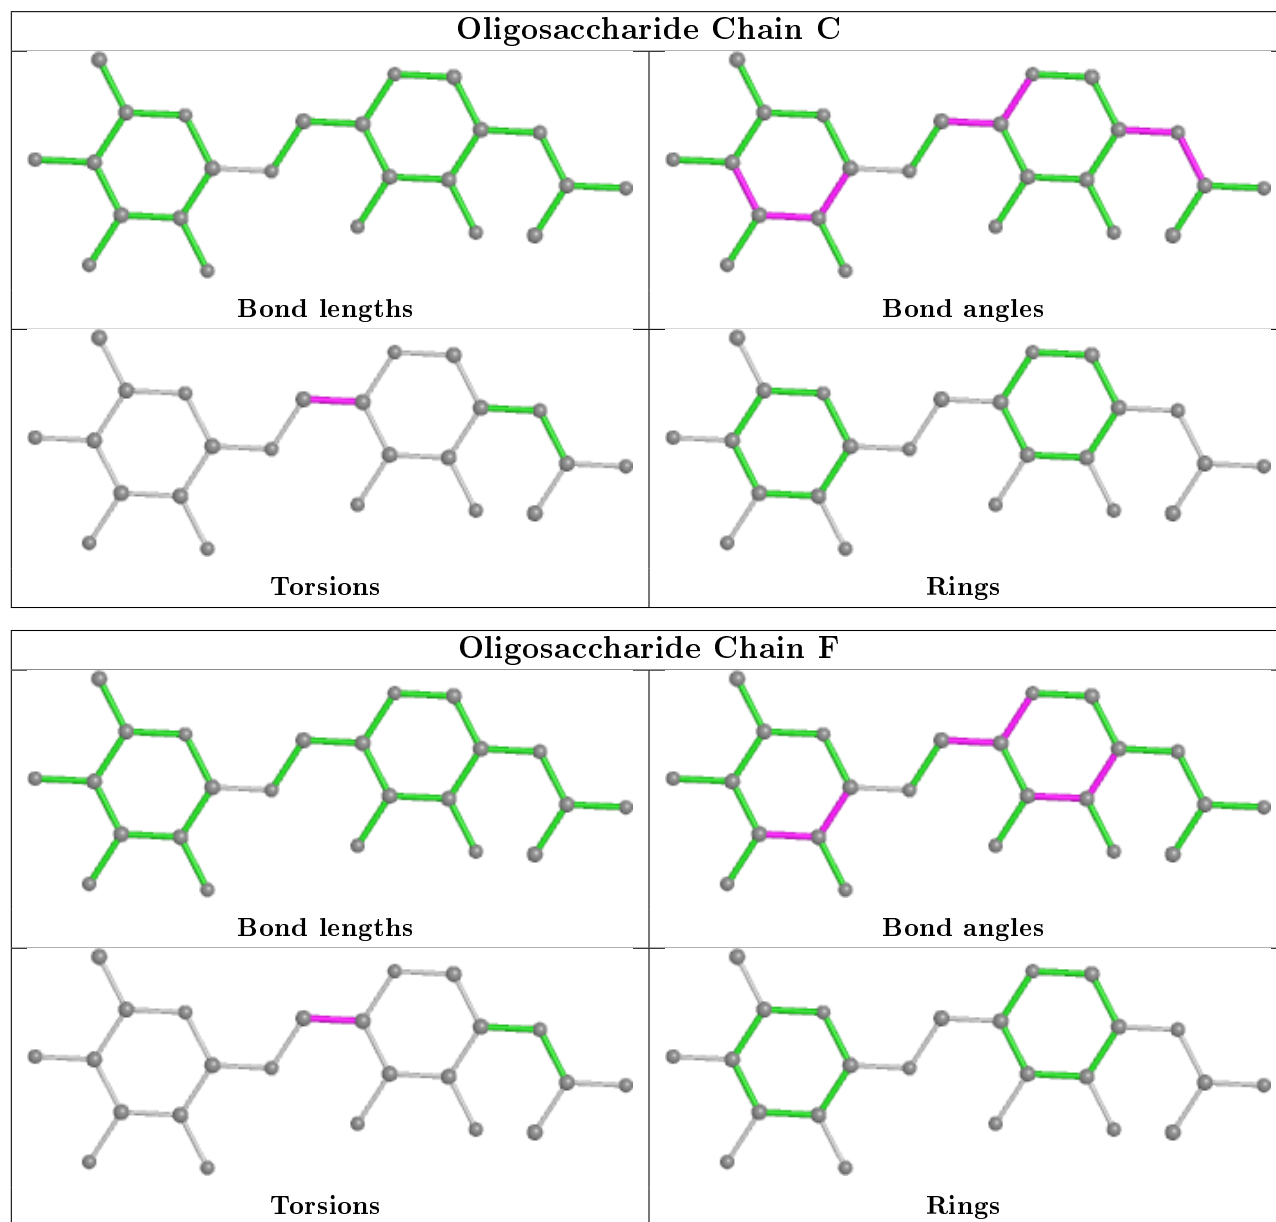 Oligosaccharide Chain C
Bond lengths
Bond angles
Torsions
Rings
Oligosaccharide Chain F
Bond lengths
Bond angles
Torsions
Rings